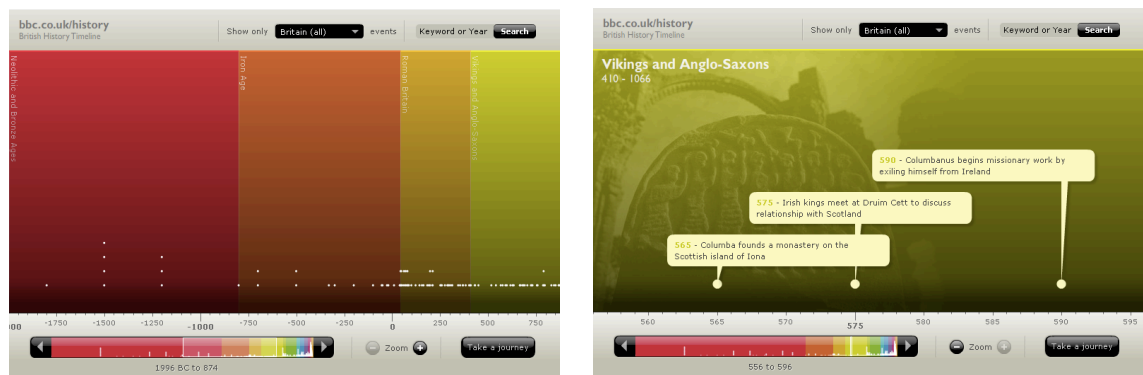 bbc.co.uk/history
British History Timeline
Show only
Britain (all)
events
Keyword or Year
Search
Neolithic and Bronze Ages
Iron Age
Roman Britain
Vikings and Anglo-Saxons
000 -1750 -1500 -1250 -1000 -750 -500 -250 0 250 500 750
Zoom
Take a journey
1996 BC to 874
bbc.co.uk/history
British History Timeline
Show only
Britain (all)
events
Keyword or Year
Search
Vikings and Anglo-Saxons
410 - 1066
590 - Columbanus begins missionary work by
exiling himself from Ireland
575 - Irish kings meet at Druim Cett to discuss
relationship with Scotland
565 - Columba founds a monastery on the
Scottish island of Iona
560 565 570 575 580 585 590 595
Zoom
Take a journey
556 to 596